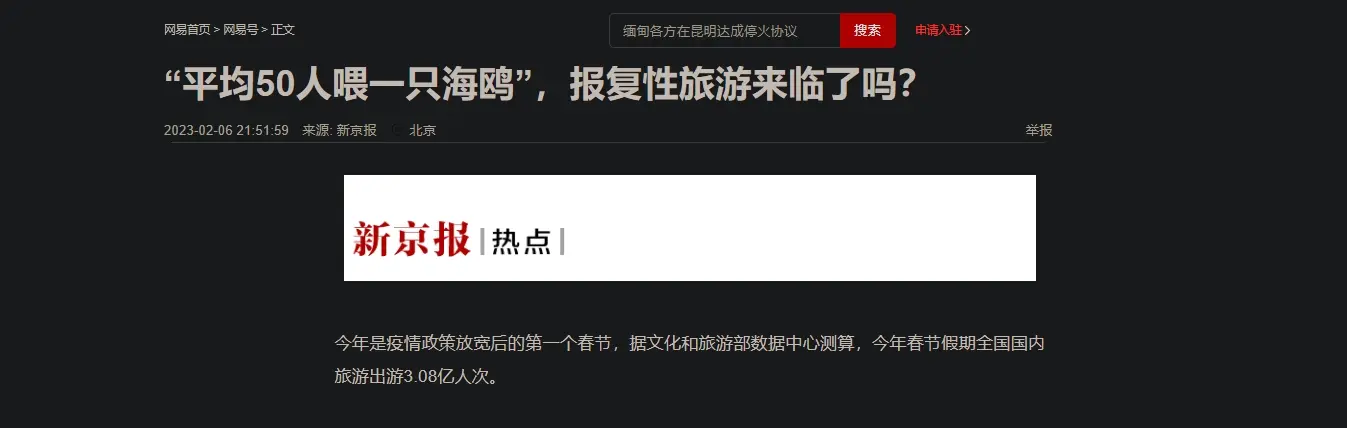 网易首页 > 网易号 > 正文
缅甸各方在昆明达成停火协议
搜索
申请入驻
“平均50人喂一只海鸥”，报复性旅游来临了吗？
2023-02-06 21:51:59 来源: 新京报 北京
举报
新京报 | 热点 |
今年是疫情政策放宽后的第一个春节，据文化和旅游部数据中心测算，今年春节假期全国国内
旅游出游3.08亿人次。